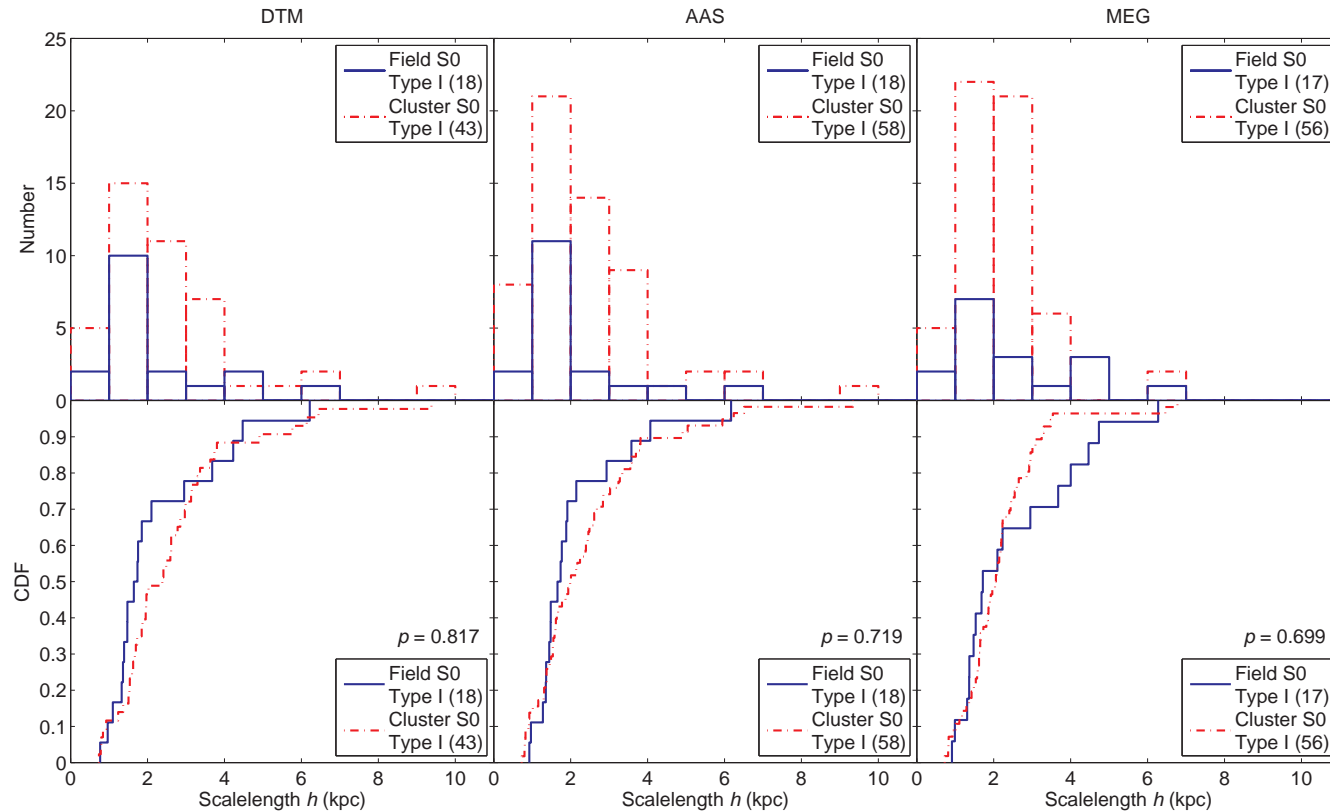 DTM AAS MEG
25
20
15
10
5
0
Number
Field S0
Type I (18)
Cluster S0
Type I (43)
Field S0
Type I (18)
Cluster S0
Type I (58)
Field S0
Type I (17)
Cluster S0
Type I (56)
0.9
0.8
0.7
0.6
0.5
0.4
0.3
0.2
0.1
0
CDF
p = 0.817
Field S0
Type I (18)
Cluster S0
Type I (43)
p = 0.719
Field S0
Type I (18)
Cluster S0
Type I (58)
p = 0.699
Field S0
Type I (17)
Cluster S0
Type I (56)
0 2 4 6 8 10 0 2 4 6 8 10 0 2 4 6 8 10
Scalelength h (kpc) Scalelength h (kpc) Scalelength h (kpc)